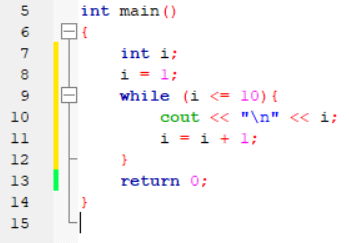 5 int main()
6 {
7 int i;
8 i = 1;
9 while (i <= 10){
10 cout << "\n" << i;
11 i = i + 1;
12 }
13 return 0;
14 }
15